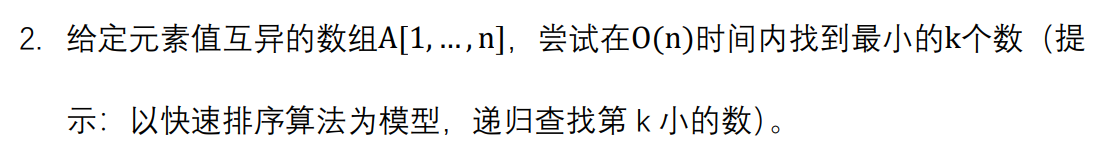 2. 给定元素值互异的数组A[1, … , n]，尝试在O(n)时间内找到最小的k个数（提
示：以快速排序算法为模型，递归查找第 k 小的数）。